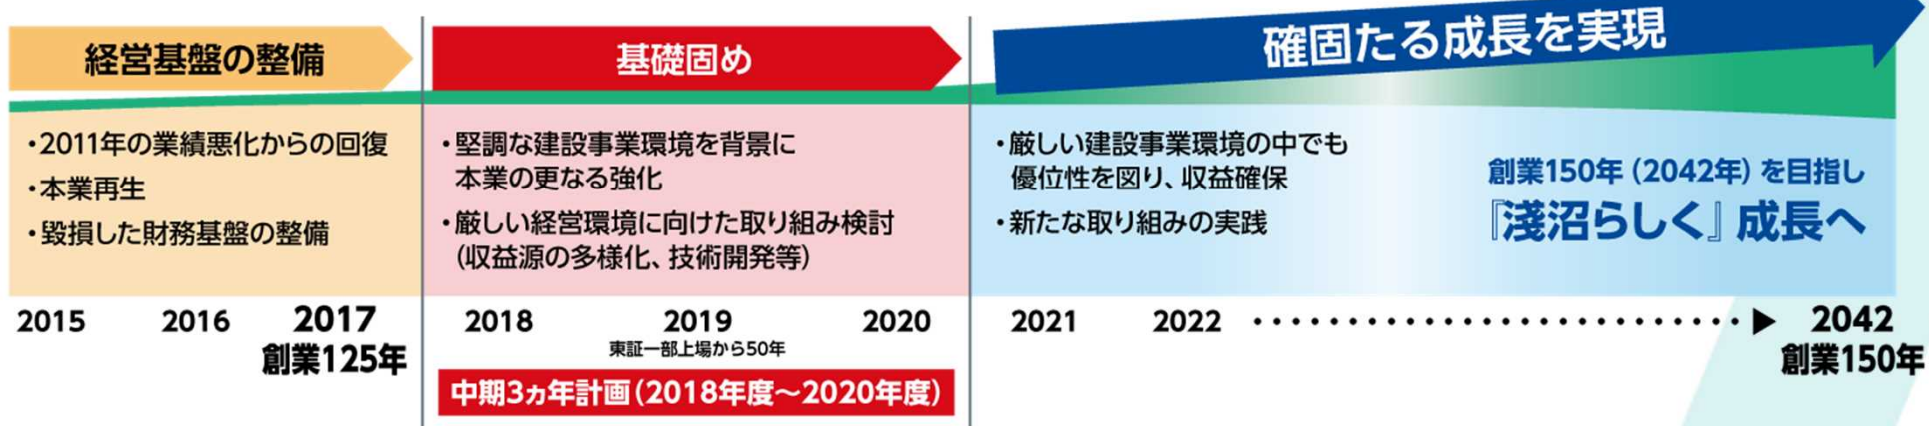 経営基盤の整備
・2011年の業績悪化からの回復
・本業再生
・毀損した財務基盤の整備
2015
2016
2017
創業125年
基礎固め
・堅調な建設事業環境を背景に
本業の更なる強化
・厳しい経営環境に向けた取り組み検討
(収益源の多様化、技術開発等)
2018
2019
東証一部上場から50年
2020
中期3ヵ年計画(2018年度〜2020年度)
確固たる成長を実現
・厳しい建設事業環境の中でも
優位性を図り、収益確保
・新たな取り組みの実践
創業150年(2042年)を目指し
『淺沼らしく』成長へ
2021
2022
2042
創業150年